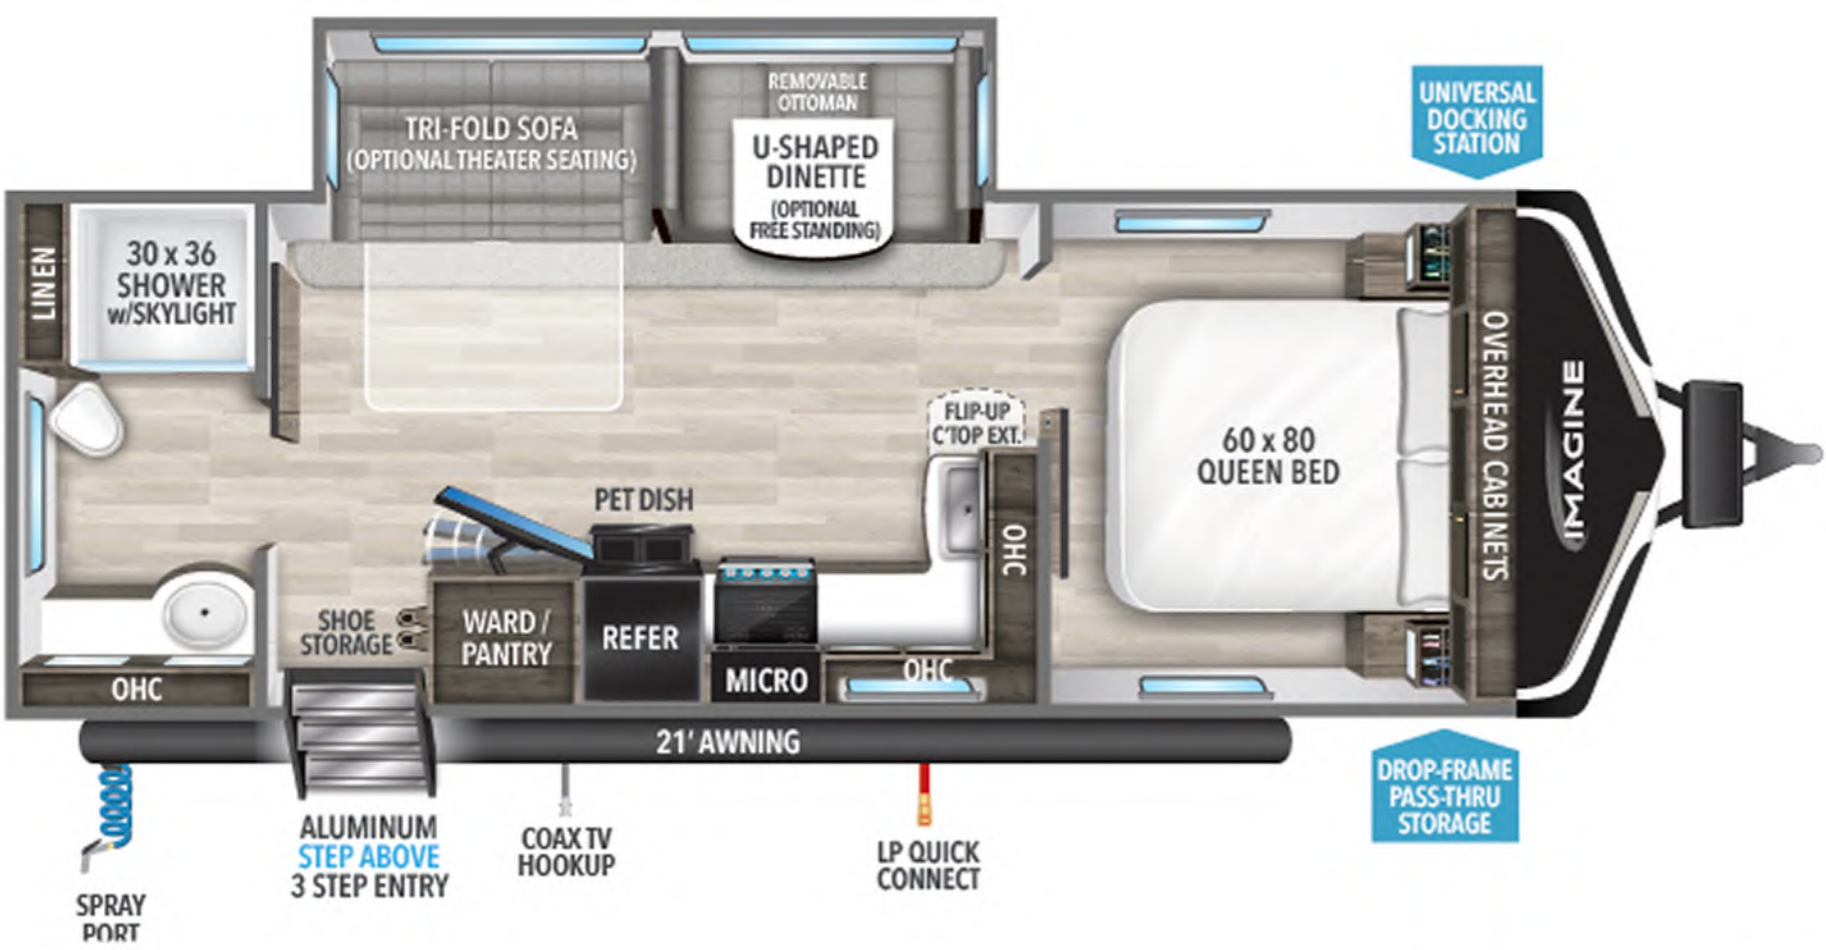 REMOVABLE
OTTOMAN
TRI-FOLD SOFA
(OPTIONAL THEATER SEATING)
U-SHAPED
DINETTE
(OPTIONAL
FREE STANDING)
UNIVERSAL
DOCKING
STATION
LINEN
30 x 36
SHOWER
w/SKYLIGHT
FLIP-UP
C'TOP EXT.
60 x 80
QUEEN BED
OVERHEAD CABINETS
IMAGINE
PET DISH
OHC
SHOE
STORAGE
WARD /
PANTRY
REFER
MICRO
OHC
OHC
21' AWNING
DROP-FRAME
PASS-THRU
STORAGE
ALUMINUM
STEP ABOVE
3 STEP ENTRY
COAX TV
HOOKUP
LP QUICK
CONNECT
SPRAY
PORT